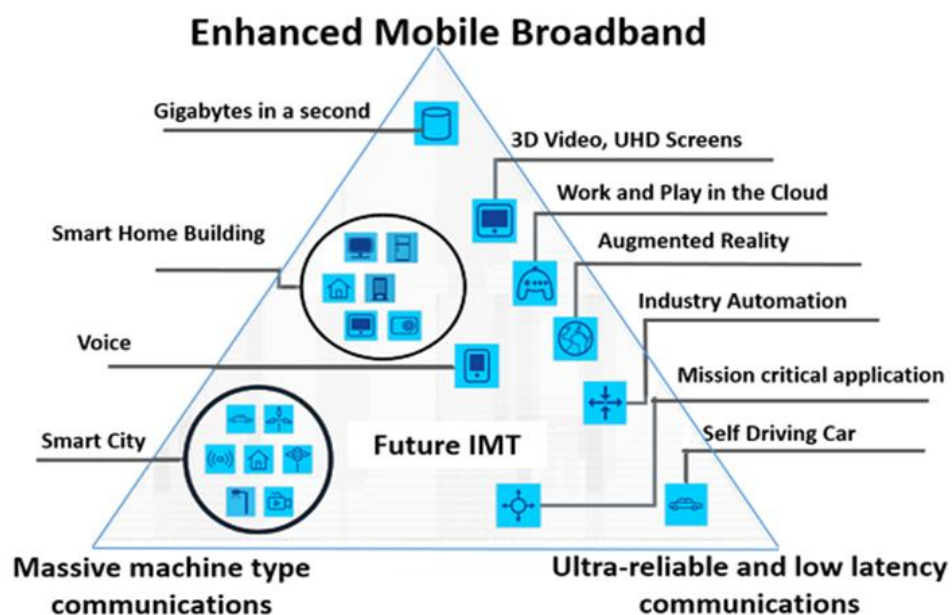 Enhanced Mobile Broadband
Gigabytes in a second
3D Video, UHD Screens
Work and Play in the Cloud
Smart Home Building
Augmented Reality
Industry Automation
Voice
Mission critical application
Smart City
Future IMT
Self Driving Car
Massive machine type
communications
Ultra-reliable and low latency
communications